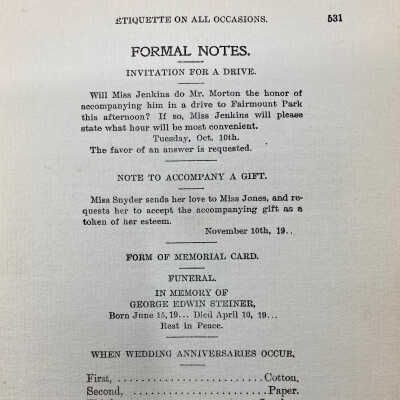 ETIQUETTE ON ALL OCCASIONS. 531
FORMAL NOTES.
INVITATION FOR A DRIVE.
Will Miss Jenkins do Mr. Morton the honor of
accompanying him in a drive to Fairmount Park
this afternoon? If so, Miss Jenkins will please
state what hour will be most convenient.
Tuesday, Oct. 10th.
The favor of an answer is requested.
NOTE TO ACCOMPANY A GIFT.
Miss Snyder sends her love to Miss Jones, and re-
quests her to accept the accompanying gift as a
token of her esteem.
November 10th, 19..
FORM OF MEMORIAL CARD.
FUNERAL.
IN MEMORY OF
GEORGE EDWIN STEINER,
Born June 15, 19... Died April 10, 19...
Rest in Peace.
WHEN WEDDING ANNIVERSARIES OCCUR.
First, . . . . . . . . . . . . . . . . . . . . . . Cotton.
Second, . . . . . . . . . . . . . . . . . . . . . Paper.